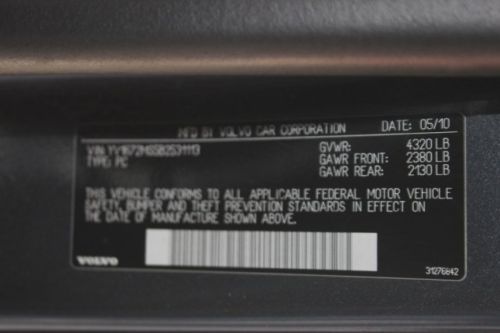 MFD BY VOLVO CAR CORPORATION DATE: 05/10
VIN: GVWR: 4320 LB
TYPE: PC GAWR FRONT: 2380 LB
GAWR REAR: 2130 LB
THIS VEHICLE CONFORMS TO ALL APPLICABLE FEDERAL MOTOR VEHICLE
SAFETY, BUMPER AND THEFT PREVENTION STANDARDS IN EFFECT ON
THE DATE OF MANUFACTURE SHOWN ABOVE.
VOLVO 31276642